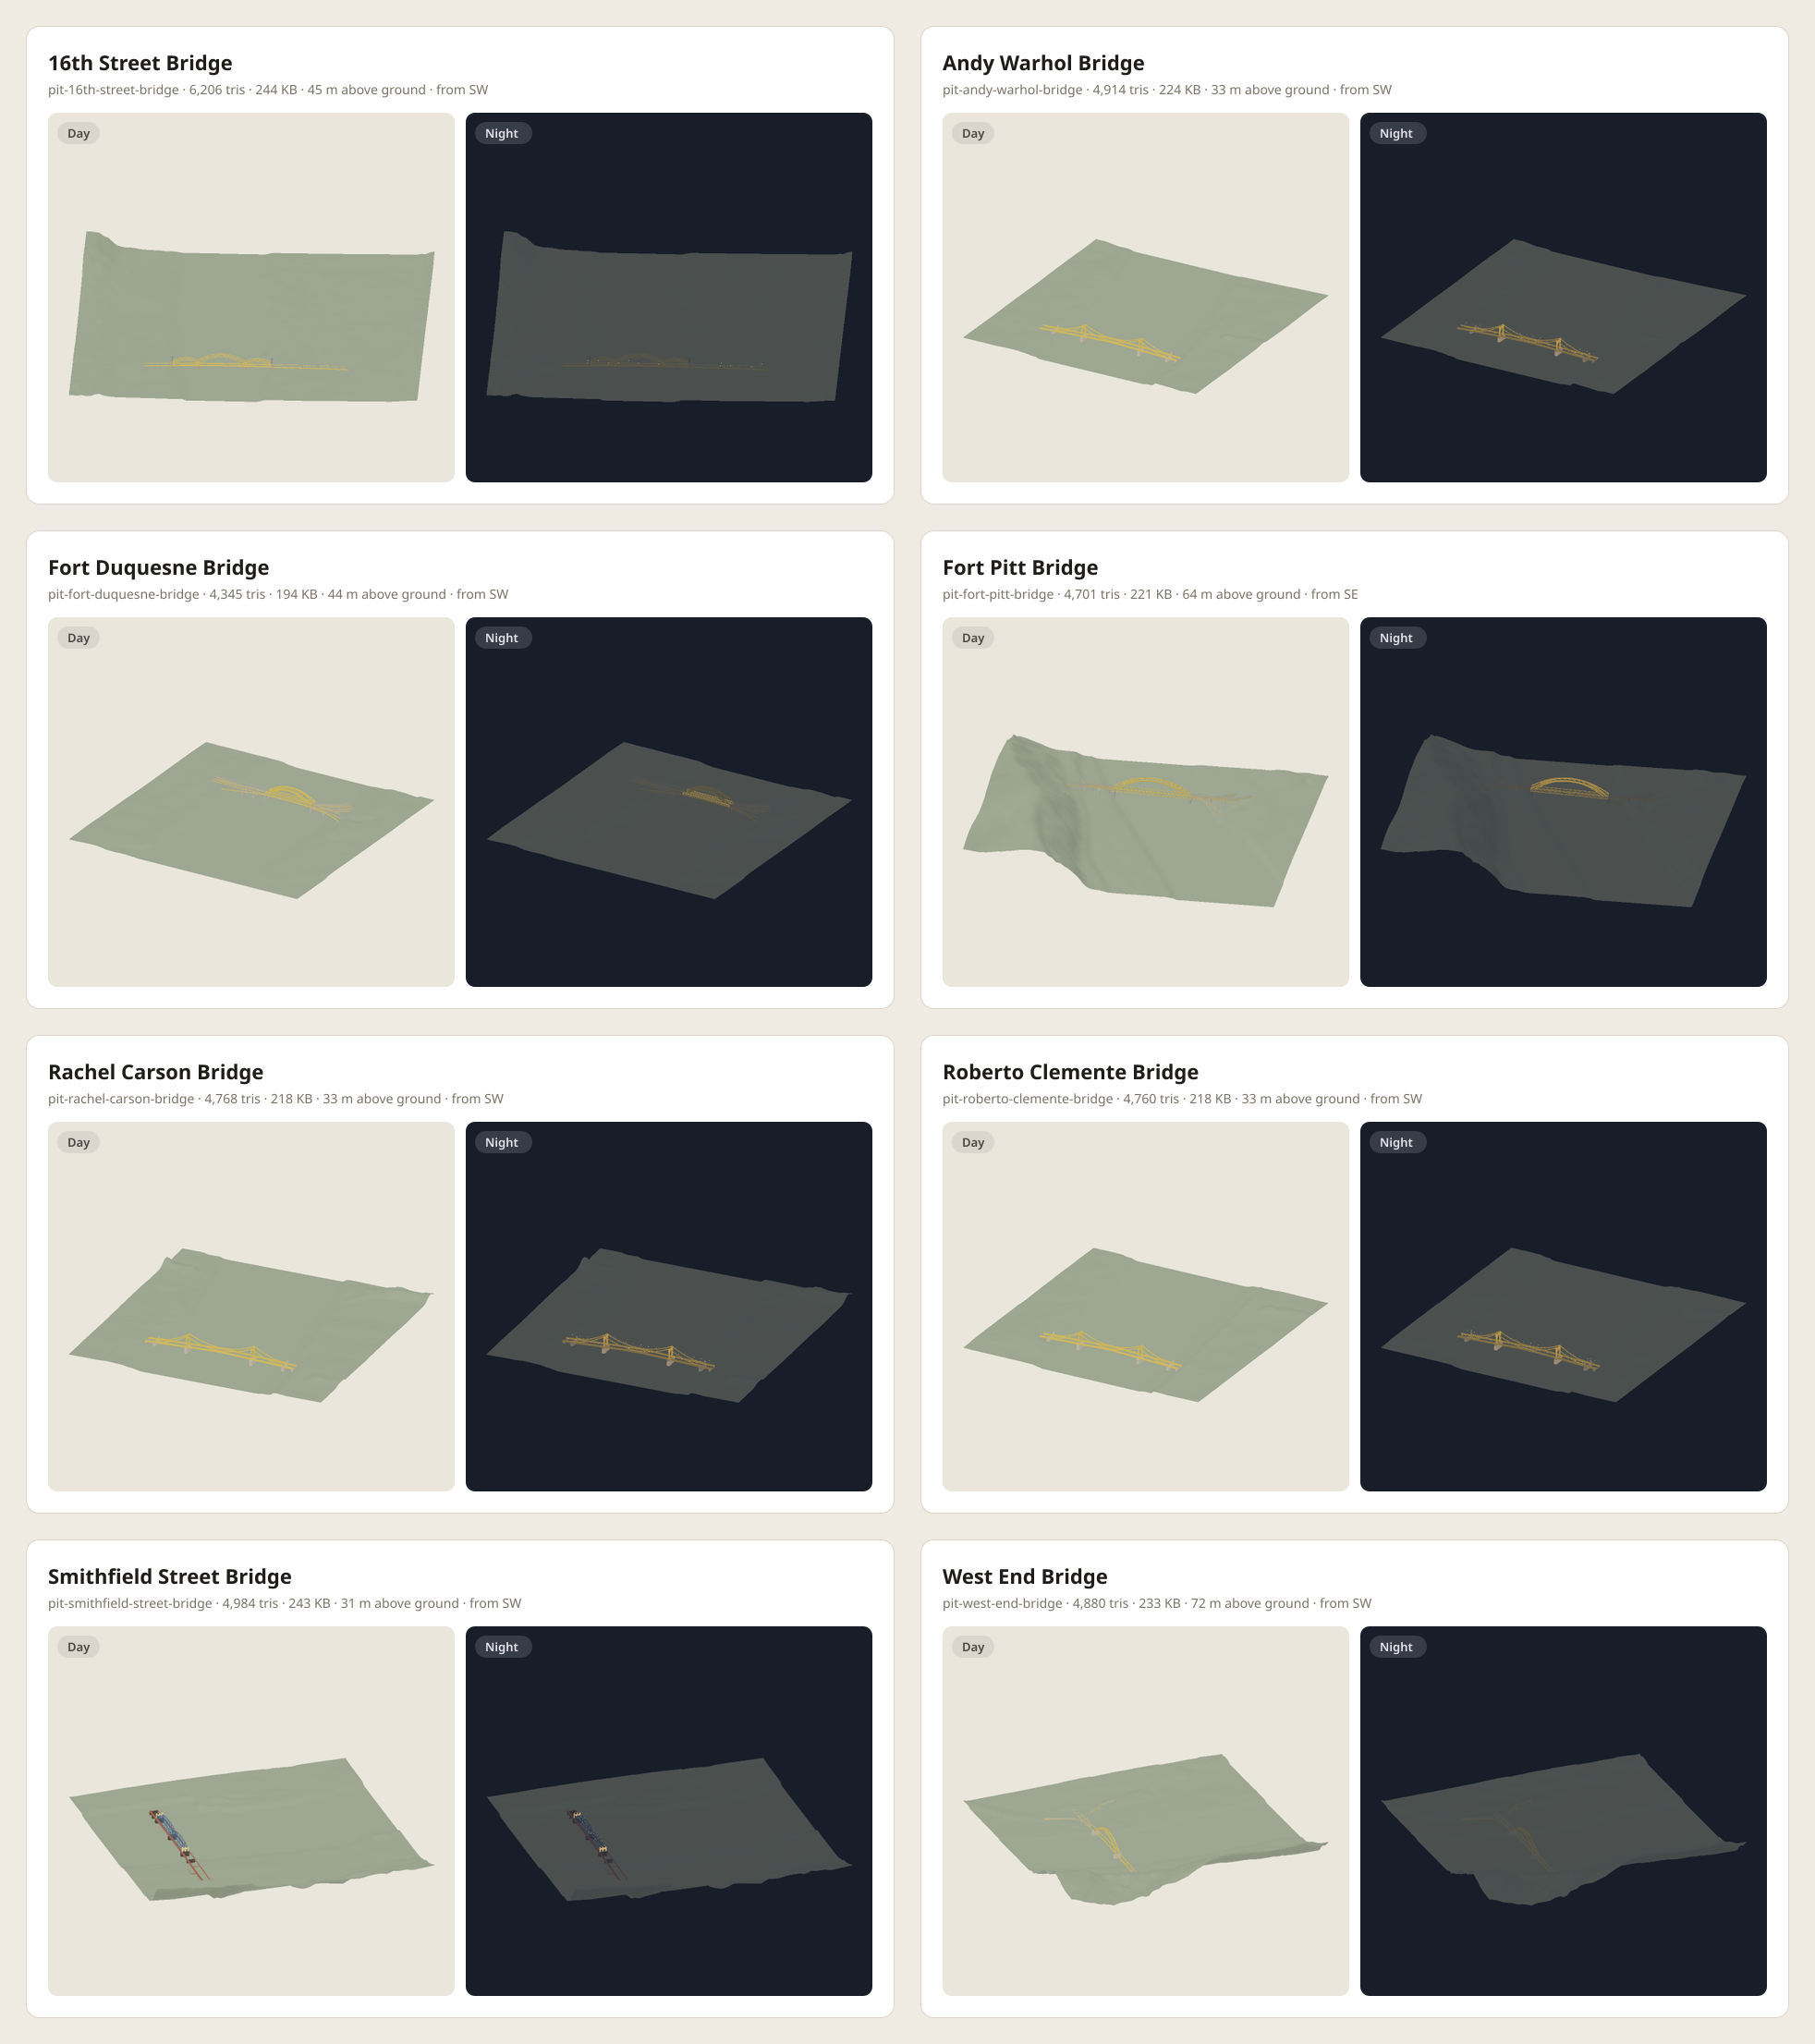 16th Street Bridge
pit-16th-street-bridge · 6,206 tris · 244 KB · 45 m above ground · from SW
Day
Night
Andy Warhol Bridge
pit-andy-warhol-bridge · 4,914 tris · 224 KB · 33 m above ground · from SW
Day
Night
Fort Duquesne Bridge
pit-fort-duquesne-bridge · 4,345 tris · 194 KB · 44 m above ground · from SW
Day
Night
Fort Pitt Bridge
pit-fort-pitt-bridge · 4,701 tris · 221 KB · 64 m above ground · from SE
Day
Night
Rachel Carson Bridge
pit-rachel-carson-bridge · 4,768 tris · 218 KB · 33 m above ground · from SW
Day
Night
Roberto Clemente Bridge
pit-roberto-clemente-bridge · 4,760 tris · 218 KB · 33 m above ground · from SW
Day
Night
Smithfield Street Bridge
pit-smithfield-street-bridge · 4,984 tris · 243 KB · 31 m above ground · from SW
Day
Night
West End Bridge
pit-west-end-bridge · 4,880 tris · 233 KB · 72 m above ground · from SW
Day
Night